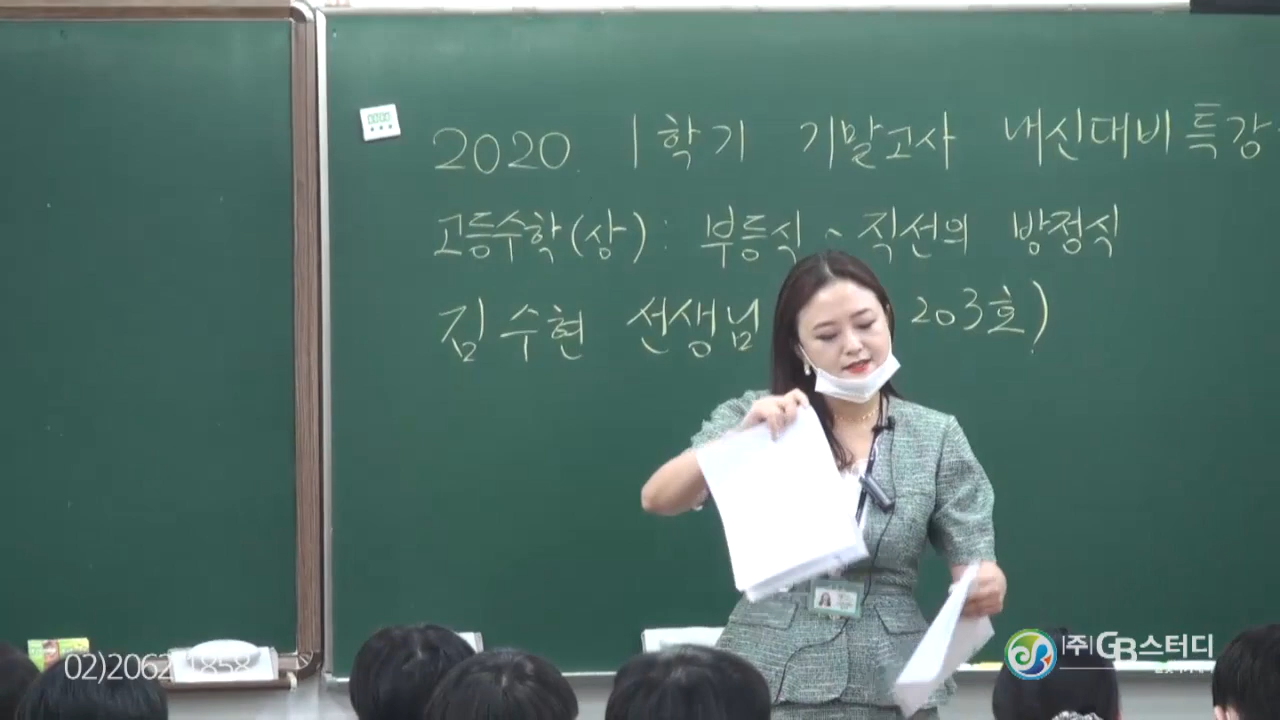 2020. 1학기 기말고사 내신대비 특강
고등수학(상): 부등식、직선의 방정식
김수현 선생님 203호)
(주)GB스터디